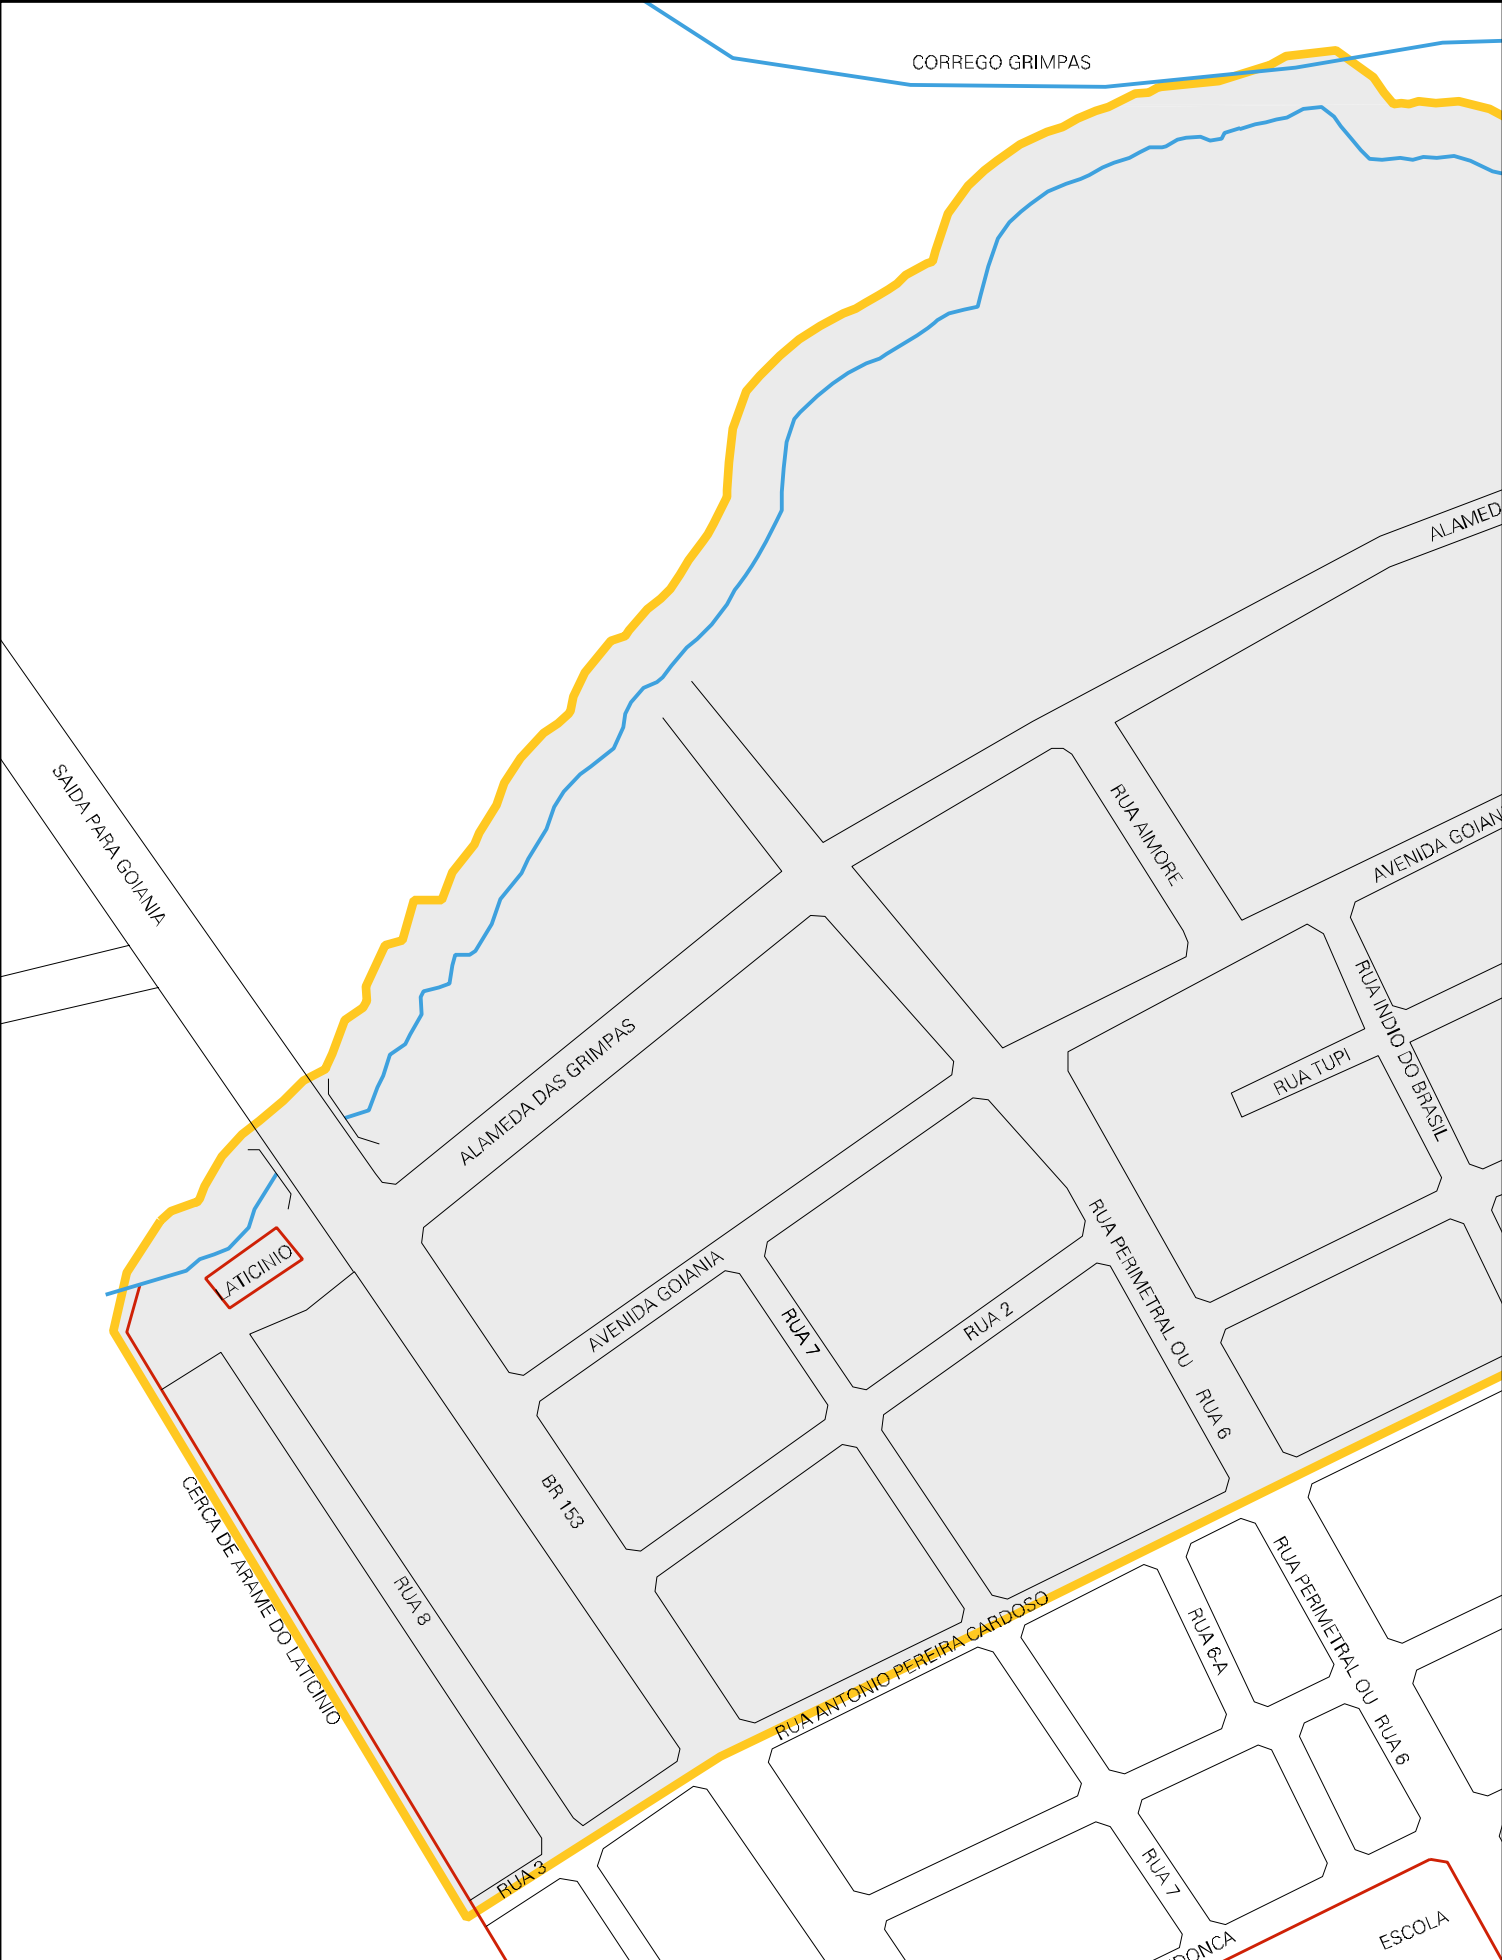 CORREGO GRIMPAS
ALAMED
SAIDA PARA GOIANIA
RUA AIMORE
AVENIDA GOIAN
RUA INDIO DO BRASIL
RUA TUPI
ALAMEDA DAS GRIMPAS
RUA PERIMETRAL OU RUA 6
LATICINIO
AVENIDA GOIANIA
RUA 7
RUA 2
BR 153
CERCA DE ARAME DO LATICINIO
RUA 8
RUA ANTONIO PEREIRA CARDOSO
RUA 6-A
RUA PERIMETRAL OU RUA 6
RUA 3
RUA 7
DONCA
ESCOLA